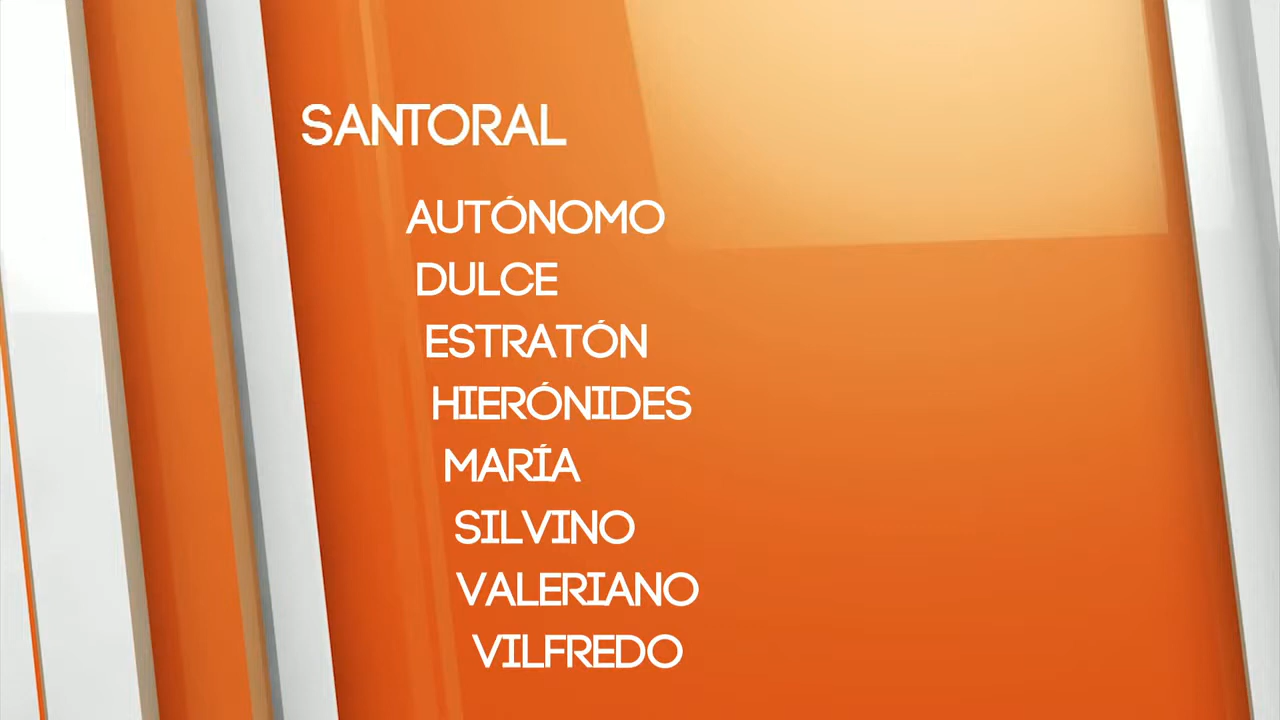 SANTORAL
AUTÓNOMO
DULCE
ESTRATÓN
HIERÓNIDES
MARÍA
SILVINO
VALERIANO
VILFREDO